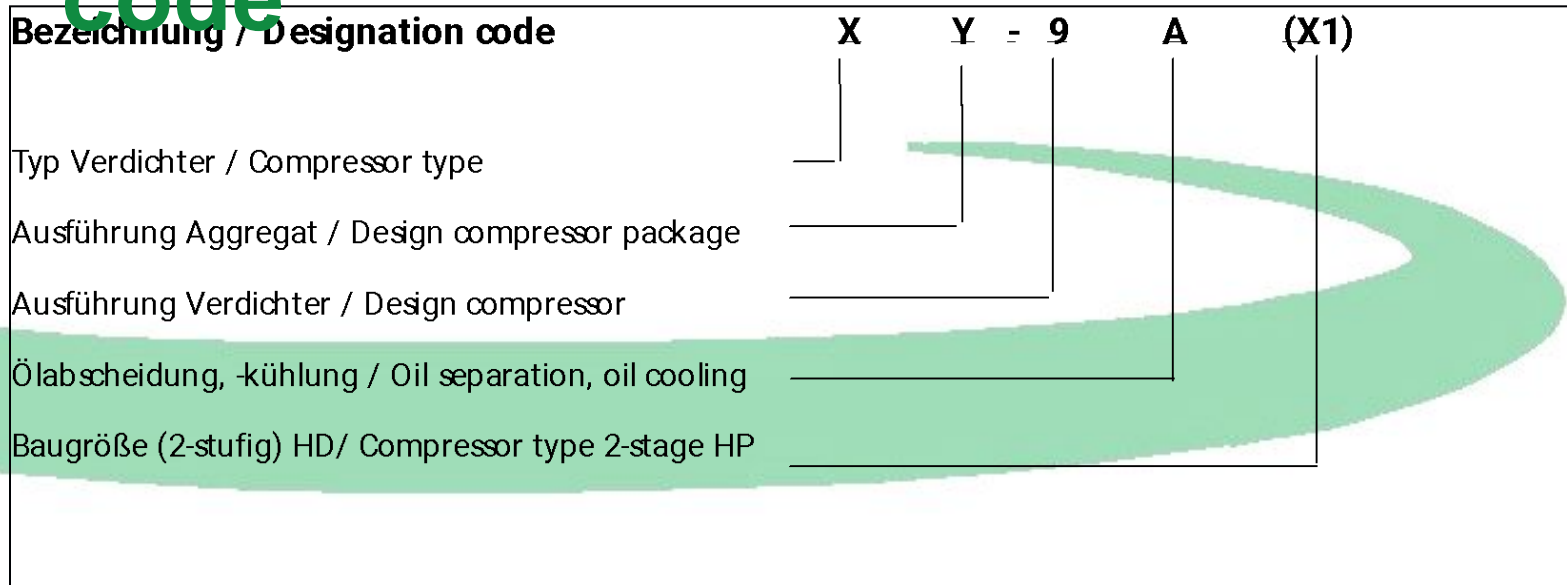 code
Bezeichnung / Designation code X Y - 9 A (X1)
Typ Verdichter / Compressor type
Ausführung Aggregat / Design compressor package
Ausführung Verdichter / Design compressor
Ölabscheidung, -kühlung / Oil separation, oil cooling
Baugröße (2-stufig) HD/ Compressor type 2-stage HP